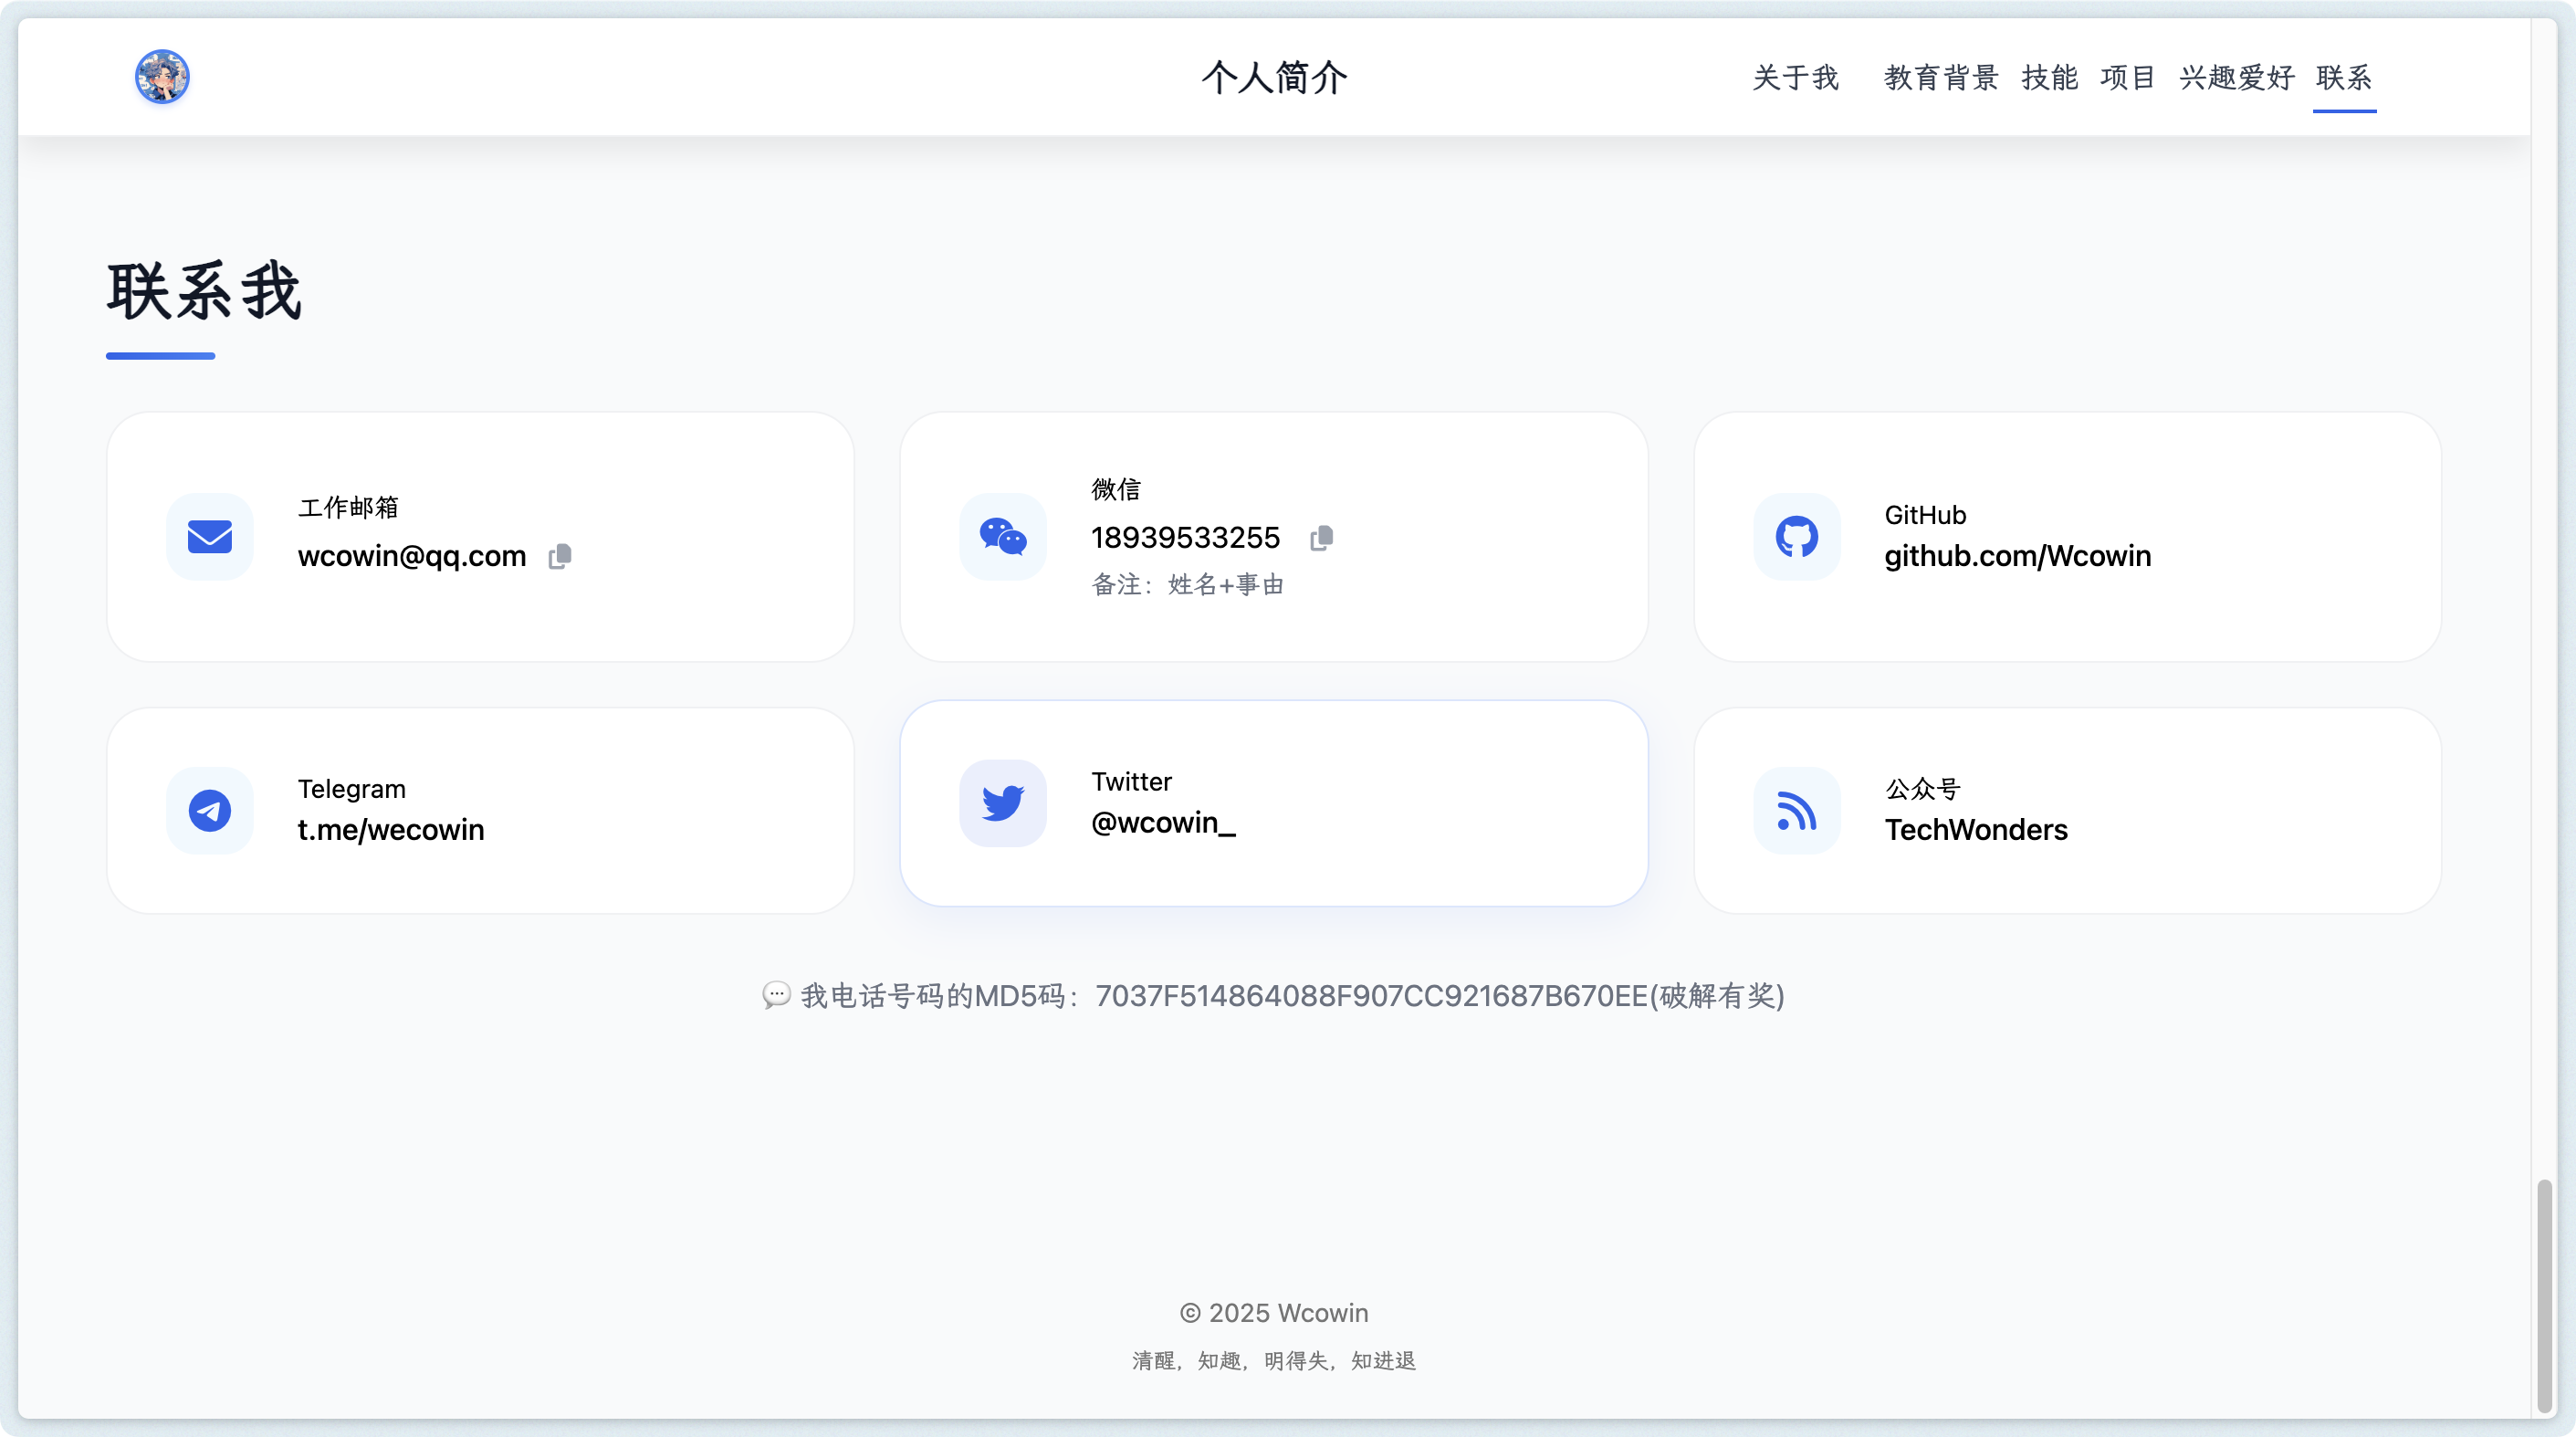 个人简介
关于我 教育背景 技能 项目 兴趣爱好 联系
联系我
工作邮箱
wcowin@qq.com
微信
18939533255
备注：姓名+事由
GitHub
github.com/Wcowin
Telegram
t.me/wecowin
Twitter
@wcowin_
公众号
TechWonders
💬 我电话号码的MD5码：7037F514864088F907CC921687B670EE(破解有奖)
© 2025 Wcowin
清醒，知趣，明得失，知进退